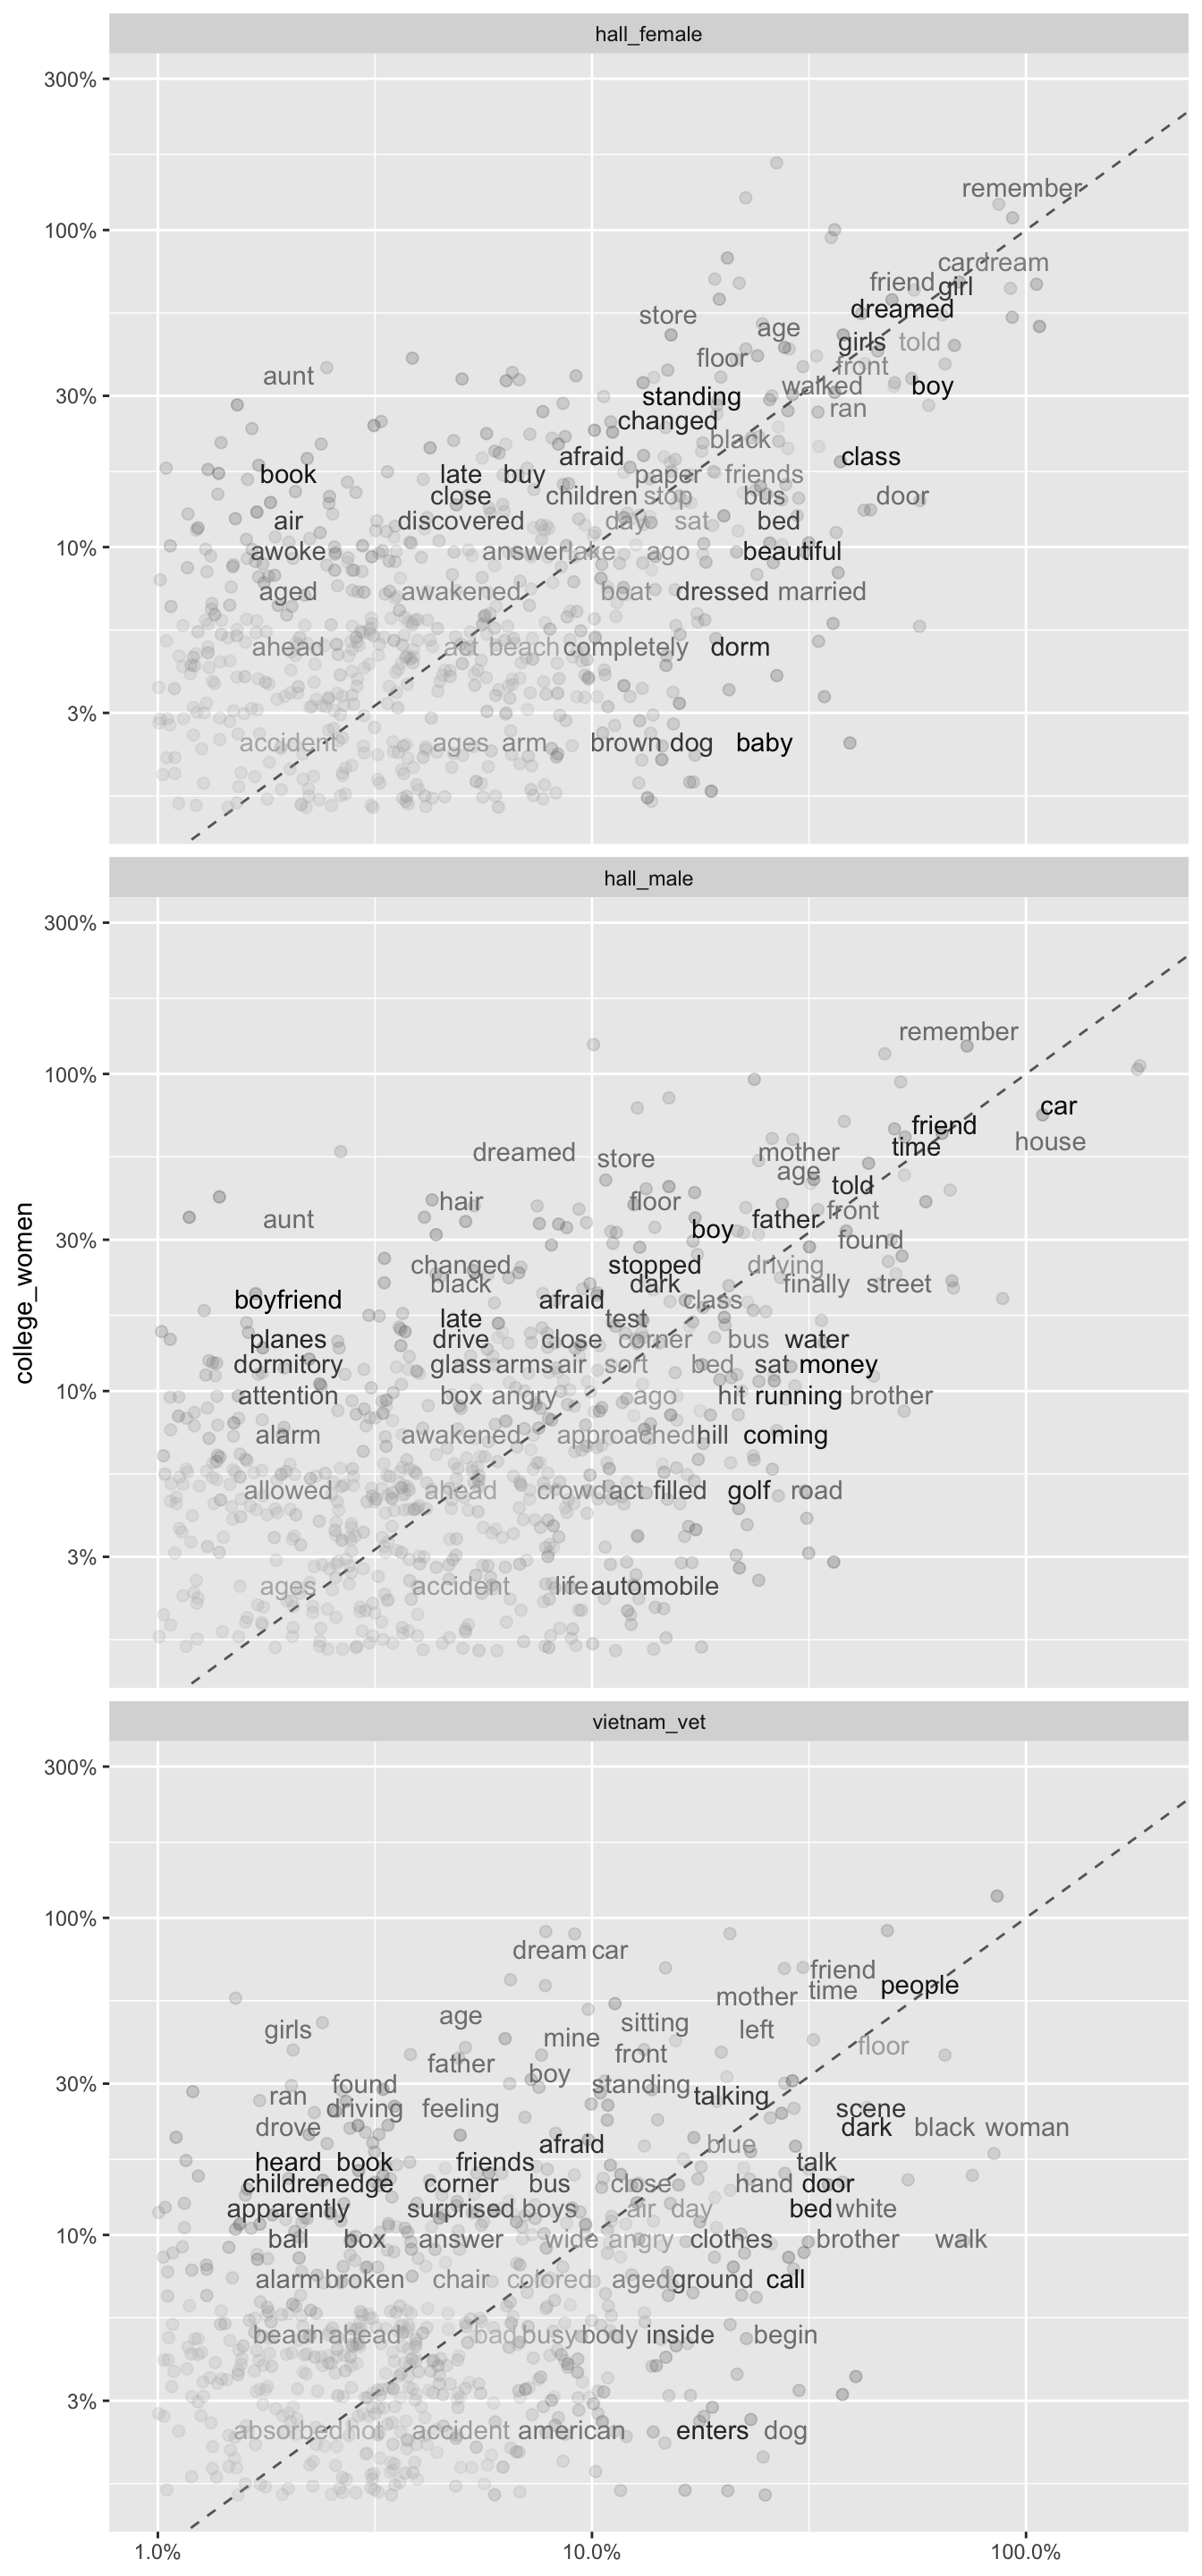 hall_female
300%
remember
100%
car dream
friend girl
dreamed
store
age
girls told
floor
front
aunt
walked boy
standing
ran
changed
black
afraid class
book late buy paper friends
close children stop bus door
air discovered day sat bed
awoke answer lake ago beautiful
10%
aged awakened boat dressed married
ahead act beach completely dorm
3%
accident ages arm brown dog baby
30%
hall_male
300%
remember
100%
car
friend
time house
dreamed store mother
age
told
hair floor
front
aunt boy father
30%
found
changed stopped driving
black dark finally street
boyfriend afraid class
late test
planes drive close corner bus water
dormitory glass arms air sort bed sat money
10%
attention box angry ago hit running brother
alarm awakened approached hill coming
allowed ahead crowd act filled golf road
3%
ages accident life automobile
college_women
vietnam_vet
300%
100%
dream car
friend
people
mother time
age
girls mine sitting left
floor
father front
boy
30%
found standing
ran talking
driving feeling scene
drove dark black woman
afraid blue
heard book friends talk
children edge corner bus close hand door
apparently surprised boys air day bed white
10%
ball box answer wide angry clothes brother walk
alarm broken chair colored aged ground call
beach ahead bad busy body inside begin
3%
absorbed hot accident american enters dog
1.0% 10.0% 100.0%